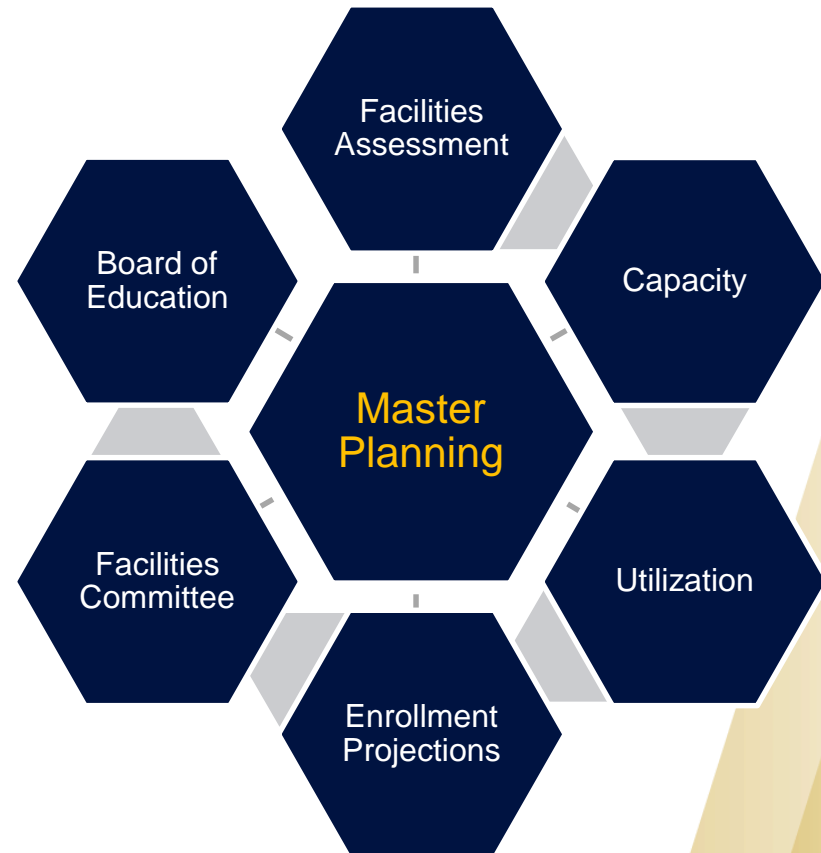 Facilities
Assessment
Board of
Education
Capacity
Master
Planning
Facilities
Committee
Utilization
Enrollment
Projections